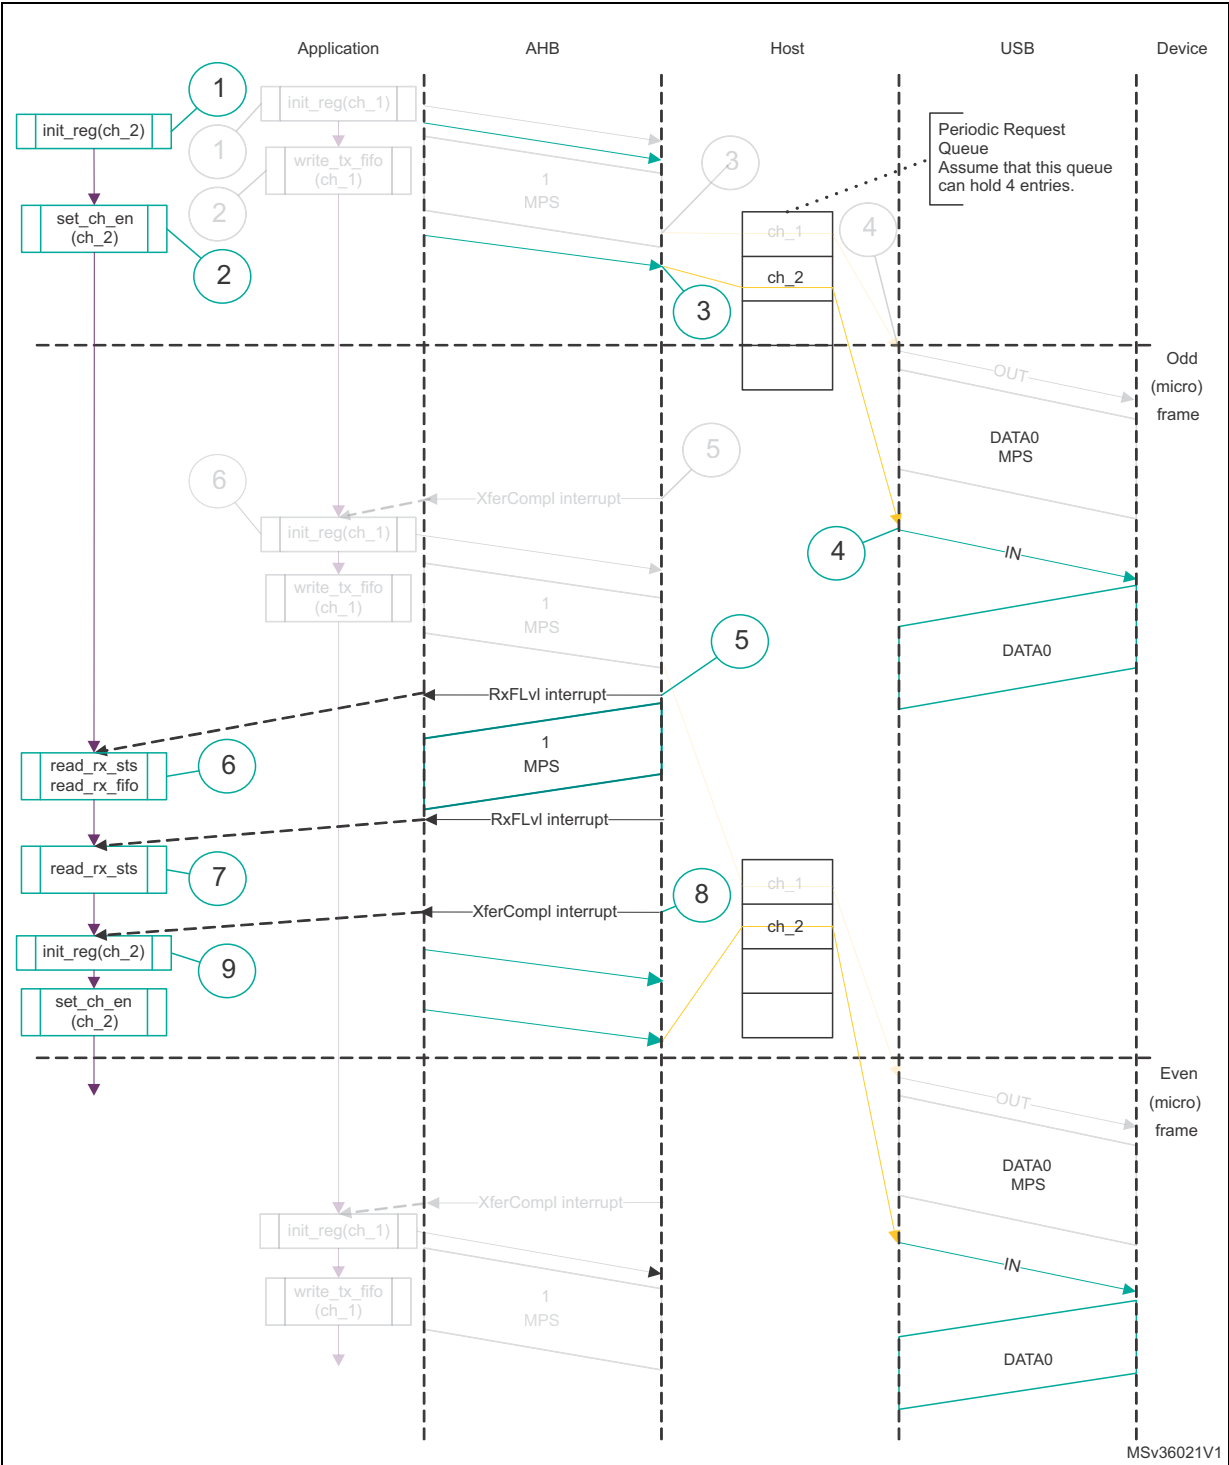 Application
AHB
Host
USB
Device
1
init_reg(ch_1)
init_reg(ch_2)
1
Periodic Request
Queue
Assume that this queue
can hold 4 entries.
write_tx_fifo
(ch_1)
3
1
MPS
2
set_ch_en
(ch_2)
ch_1
4
2
ch_2
3
Odd
(micro)
frame
OUT
DATA0
MPS
5
6
XferCompl interrupt
init_reg(ch_1)
4
IN
write_tx_fifo
(ch_1)
1
MPS
5
DATA0
RxFLvl interrupt
1
MPS
read_rx_sts
read_rx_fifo
6
RxFLvl interrupt
read_rx_sts
7
ch_1
8
XferCompl interrupt
ch_2
init_reg(ch_2)
9
set_ch_en
(ch_2)
Even
(micro)
frame
OUT
DATA0
MPS
XferCompl interrupt
init_reg(ch_1)
IN
write_tx_fifo
(ch_1)
1
MPS
DATA0
MSv36021V1